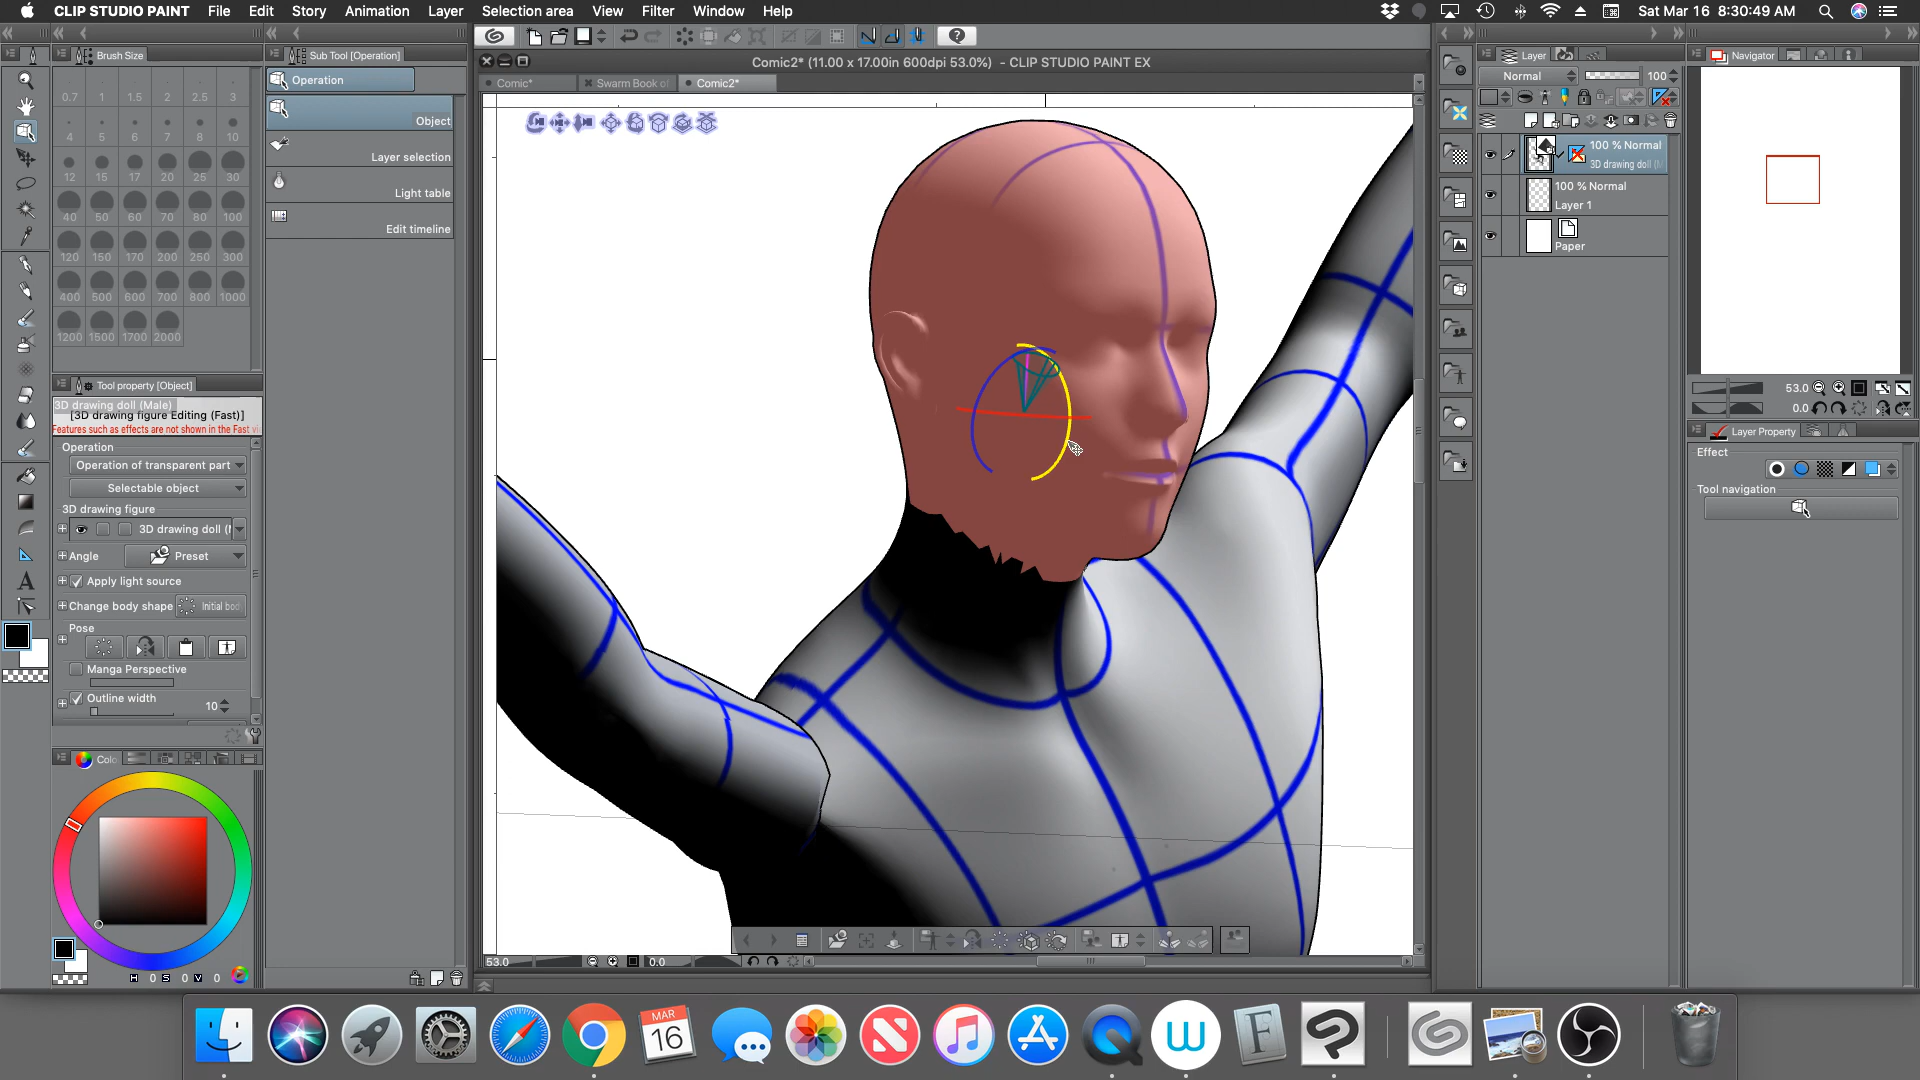 CLIP STUDIO PAINT File Edit Story Animation Layer Selection area View Filter Window Help
Sat Mar 16 8:30:49 AM
Brush Size
0.7 1 1.5 2 2.5 3
4 5 6 7 8 10
12 15 17 20 25 30
40 50 60 70 80 100
120 150 170 200 250 300
400 500 600 700 800 1000
1200 1500 1700 2000
Sub Tool [Operation]
Operation
Object
Layer selection
Light table
Edit timeline
Comic2* (11.00 x 17.00in 600dpi 53.0%) - CLIP STUDIO PAINT EX
Comic* Swarm Book of Comic2*
Tool property [Object]
3D drawing doll (Male)
[3D drawing figure Editing (Fast)]
Features such as effects are not shown in the Fast vi
Operation
Operation of transparent part
Selectable object
3D drawing figure
3D drawing doll (
Angle Preset
Apply light source
Change body shape Initial bod
Pose
Manga Perspective
Outline width 10
Colo
H 0 S 0 V 0
53.0 0.0
Layer
Normal 100
100 % Normal
3D drawing doll (M
100 % Normal
Layer 1
Paper
Navigator
53.0
0.0
Layer Property
Effect
Tool navigation
MAR
16